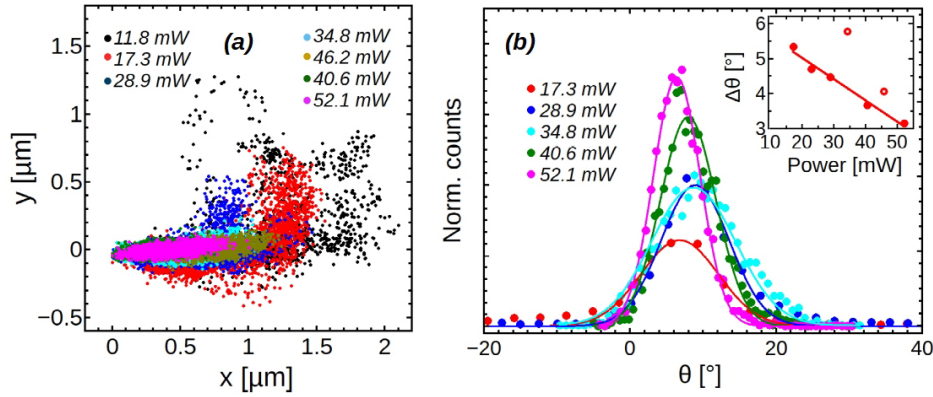 (a)
11.8 mW
17.3 mW
28.9 mW
34.8 mW
46.2 mW
40.6 mW
52.1 mW
1.5
1
0.5
0
−0.5
y [μm]
0 0.5 1 1.5 2
x [μm]
(b)
17.3 mW
28.9 mW
34.8 mW
40.6 mW
52.1 mW
Norm. counts
−20 0 20 40
θ [°]
6
5
4
3
Δθ [°]
10 20 30 40 50
Power [mW]